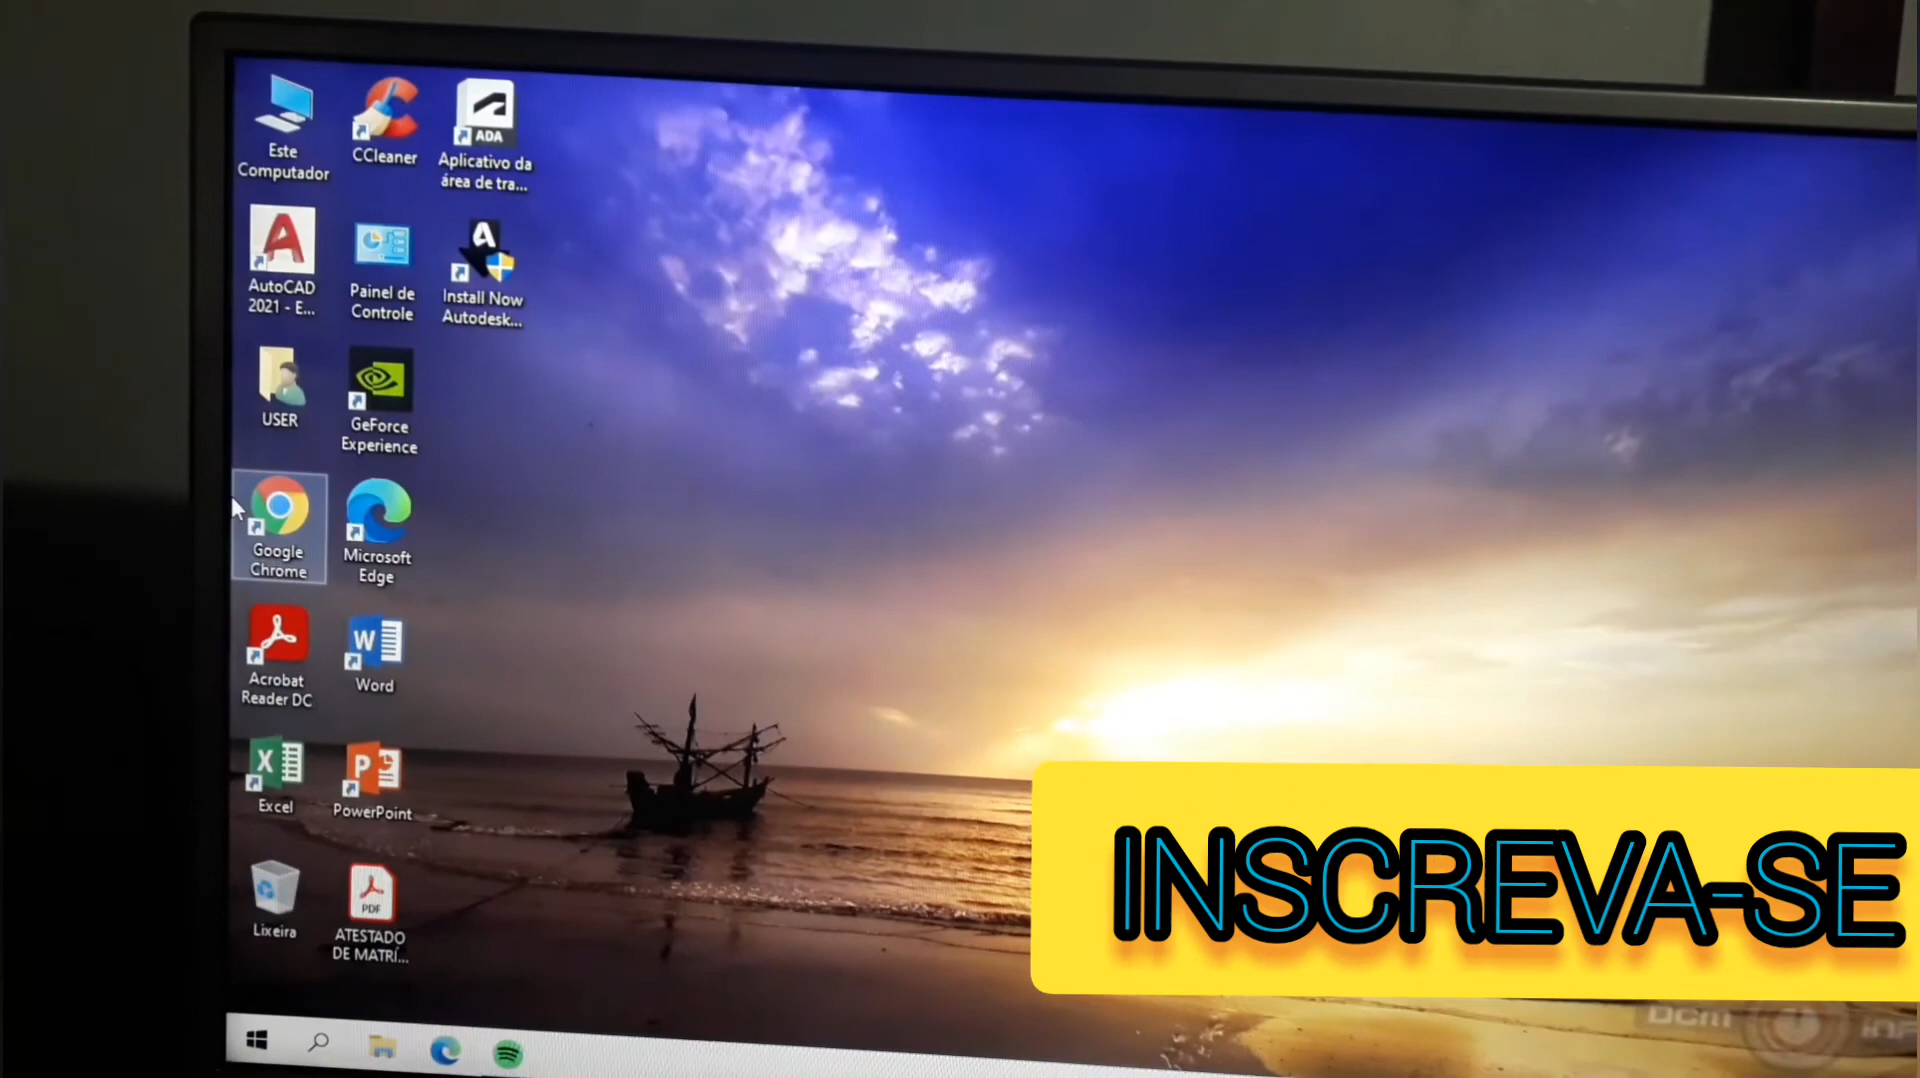 Este
Computador
CCleaner
ADA
Aplicativo da
área de tra...
AutoCAD
2021 - E...
Painel de
Controle
Install Now
Autodesk...
USER
GeForce
Experience
Google
Chrome
Microsoft
Edge
Acrobat
Reader DC
Word
Excel
PowerPoint
Lixeira
PDF
ATESTADO
DE MATRÍ...
INSCREVA-SE